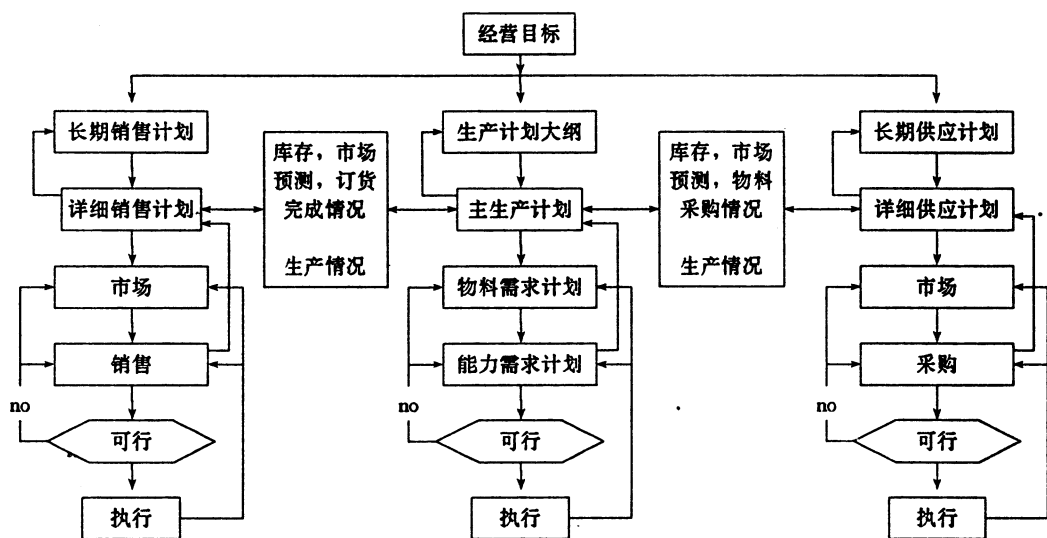 经营目标
长期销售计划
生产计划大纲
长期供应计划
库存，市场
预测，订货
完成情况
生产情况
库存，市场
预测，物料
采购情况
生产情况
详细销售计划
主生产计划
详细供应计划
市场
物料需求计划
市场
销售
能力需求计划
采购
no
no
no
可行
可行
可行
执行
执行
执行